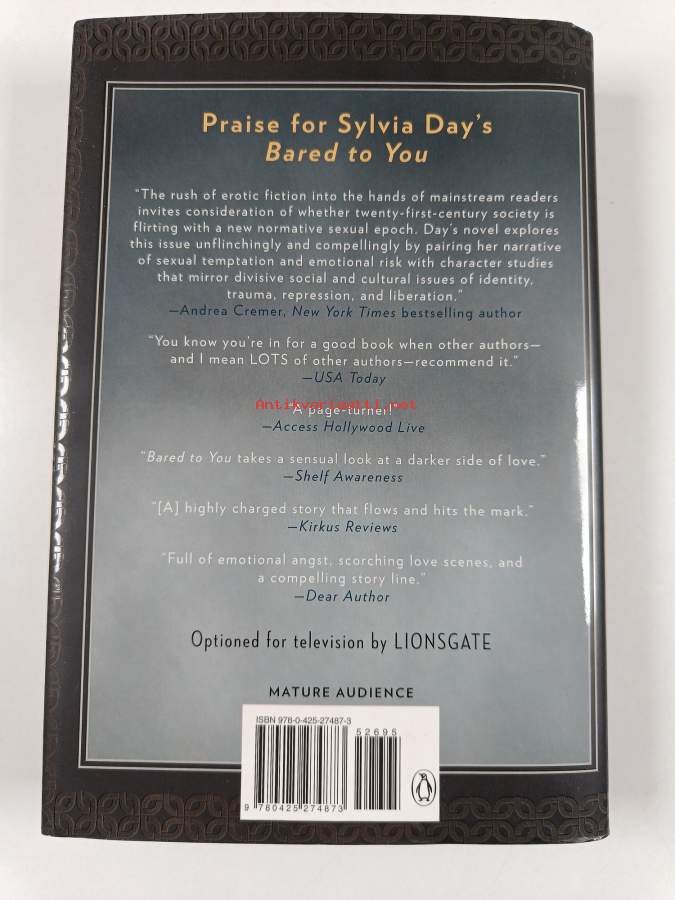 Praise for Sylvia Day's
Bared to You
"The rush of erotic fiction into the hands of mainstream readers
invites consideration of whether twenty-first-century society is
flirting with a new normative sexual epoch. Day's novel explores
this issue unflinchingly and compellingly by pairing her narrative
of sexual temptation and emotional risk with character studies
that mirror divisive social and cultural issues of identity,
trauma, repression, and liberation."
—Andrea Cremer, New York Times bestselling author
"You know you're in for a good book when other authors—
and I mean LOTS of other authors—recommend it."
—USA Today
"A page-turner!"
Antikvariaatti.net
—Access Hollywood Live
"Bared to You takes a sensual look at a darker side of love."
—Shelf Awareness
"[A] highly charged story that flows and hits the mark."
—Kirkus Reviews
"Full of emotional angst, scorching love scenes, and
a compelling story line."
—Dear Author
Optioned for television by LIONSGATE
MATURE AUDIENCE
ISBN 978-0-425-27487-3
52695
9 780425 274873